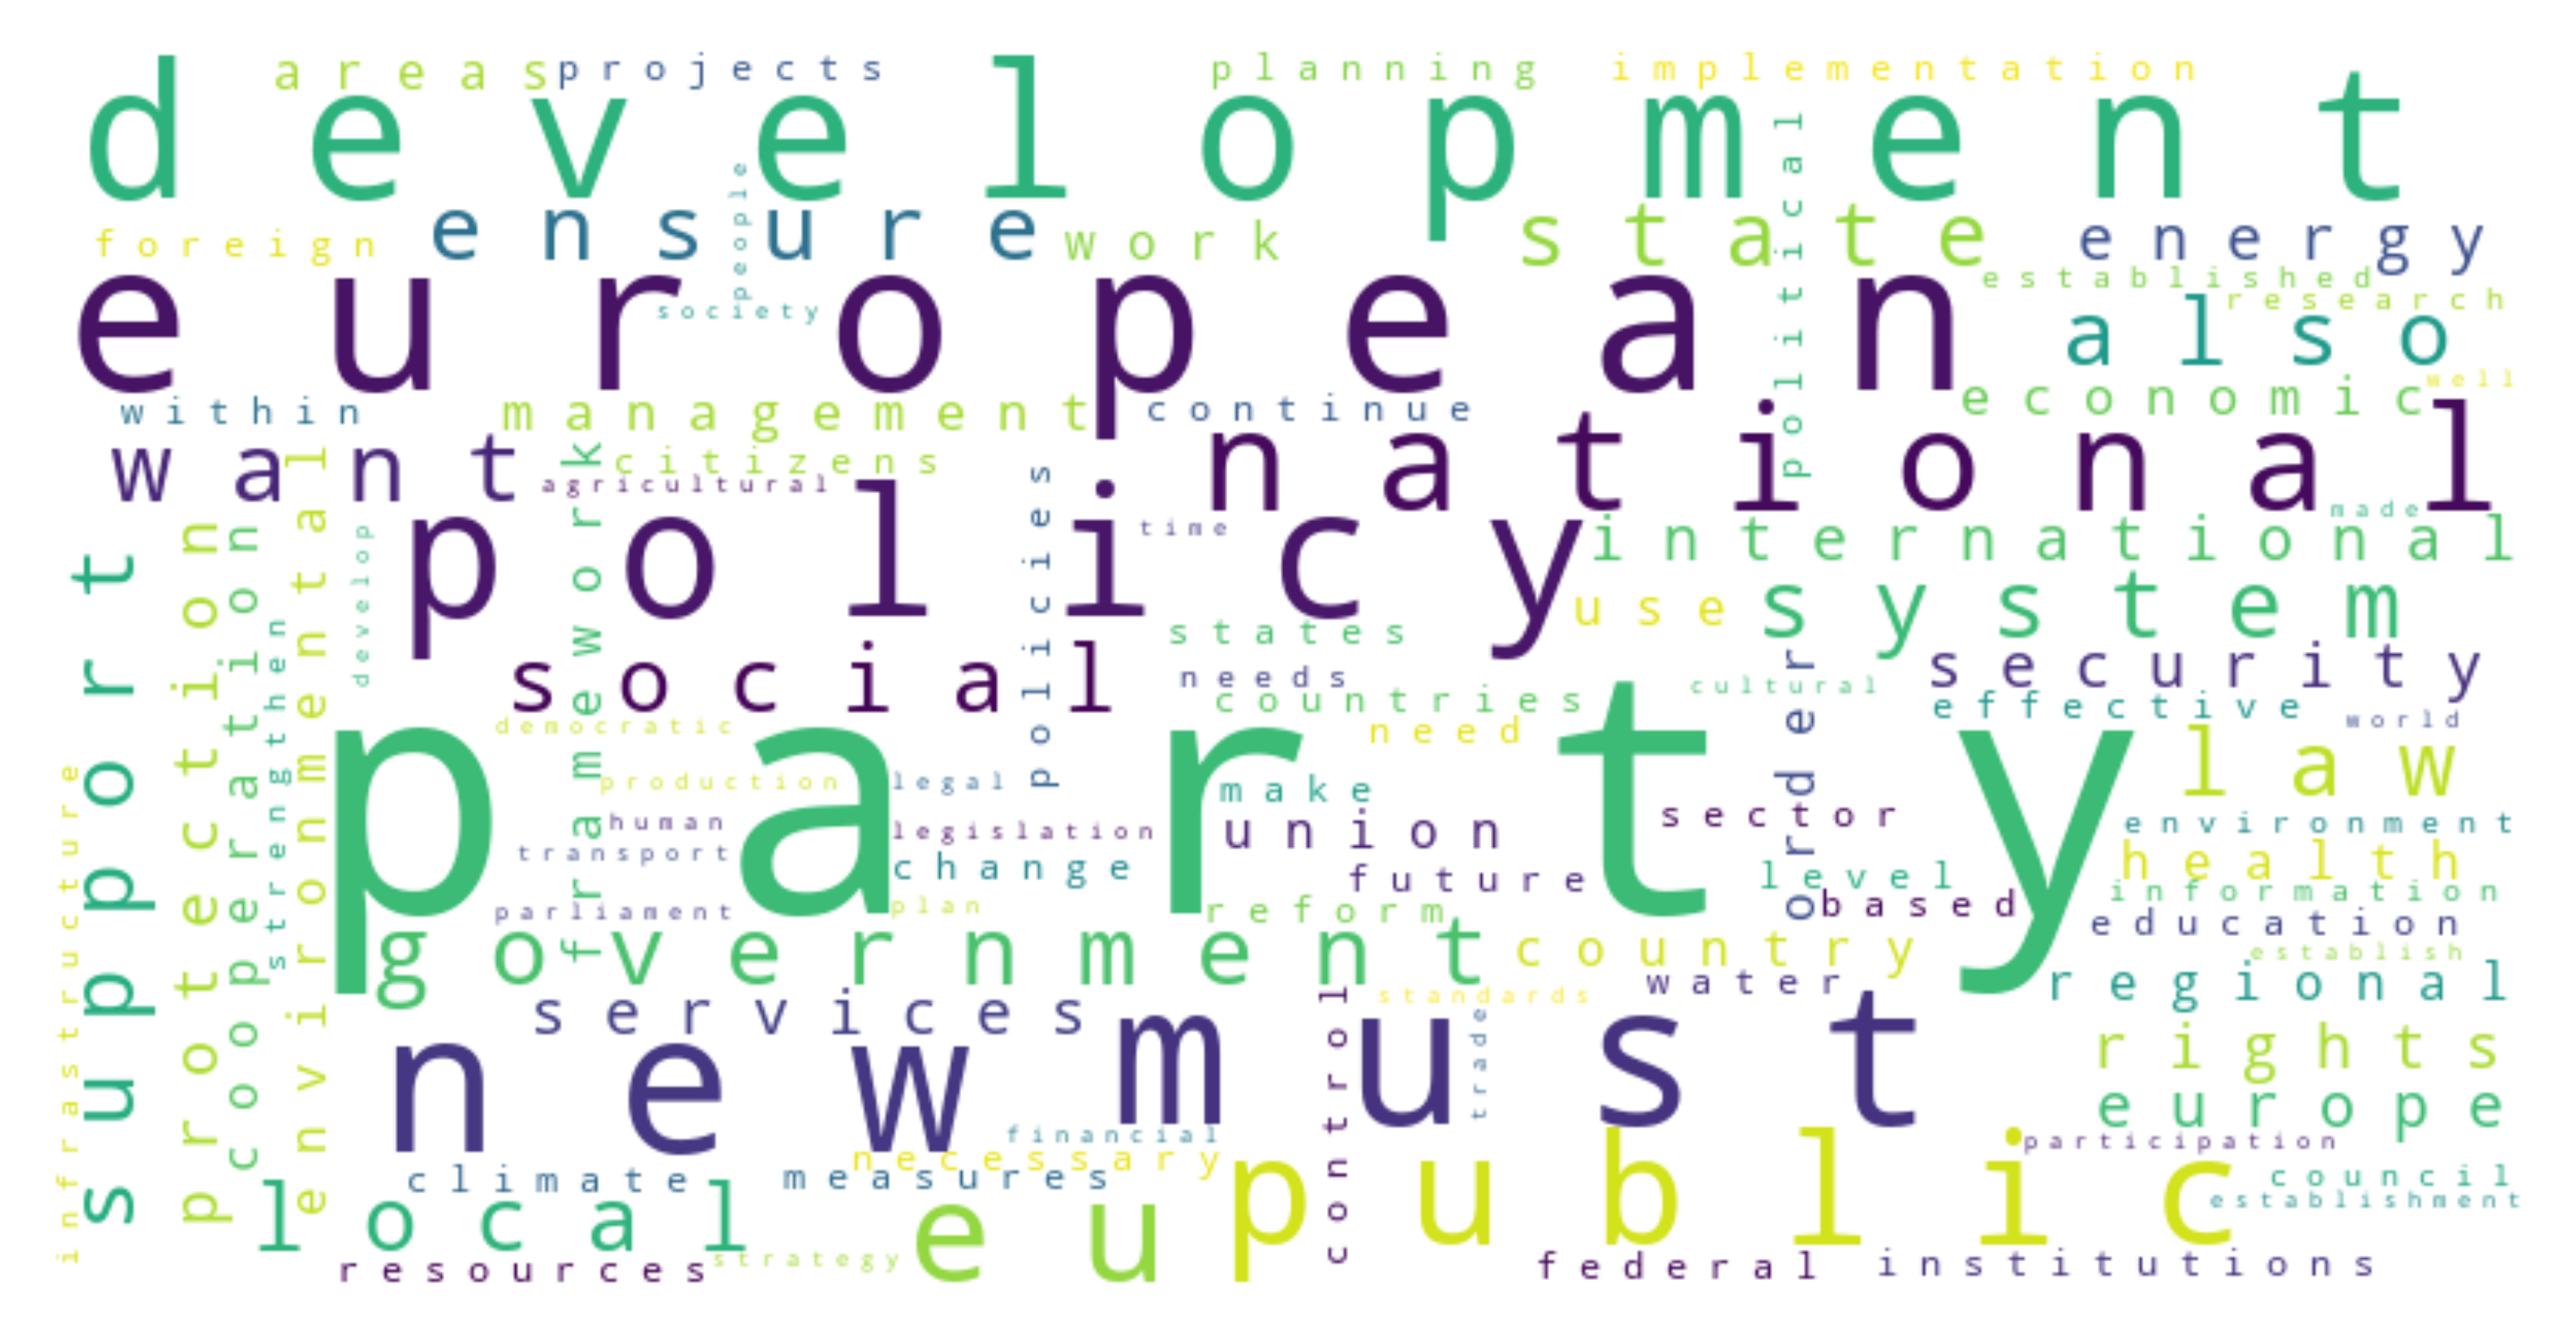 areas projects planning implementation
development
people
political
foreign ensure work state energy
established
research
european
society
also
within management continue economic well
want
national
citizens
agricultural
framework
policies
environmental
protection
cooperation
develop
support
policy
time
made
international
use system
strengthen
states
social
needs
security
countries
cultural
effective
order
democratic
need
world
party
law
infrastructure
production legal
make
sector
human
legislation
union
environment
transport
change
future
level
health
information
parliament
plan
reform
based
education
government
country
establish
water
regional
services
control
standards
trade
new must
rights
europe
financial
participation
necessary
public
climate measures
council
establishment
local
eu
resources strategy
federal institutions